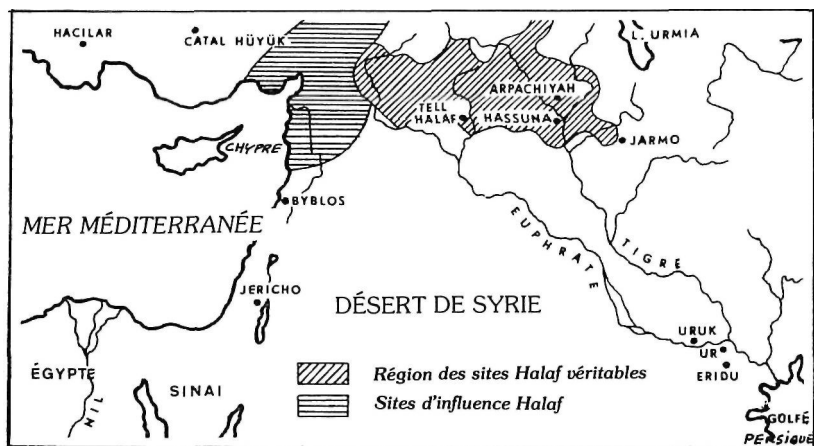 HACILAR
CATAL HÜYÜK
L. URMIA
ARPACHIYAH
TELL
HALAF
HASSUNA
JARMO
CHYPRE
BYBLOS
MER MÉDITERRANÉE
EUPHRATE
TIGRE
JERICHO
DÉSERT DE SYRIE
URUK
UR
ERIDU
ÉGYPTE
NIL
SINAI
Région des sites Halaf véritables
Sites d'influence Halaf
GOLFÉ
PERSIQUE